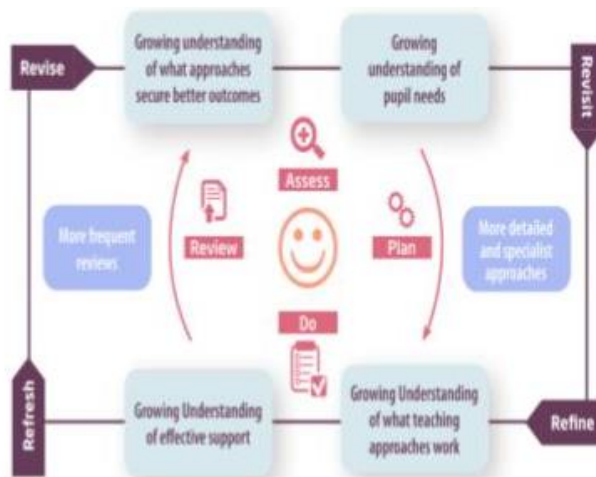 Revise
Growing understanding
of what approaches
secure better outcomes
Growing
understanding of
pupil needs
Revisit
Assess
More frequent
reviews
Review
Plan
More detailed
and specialist
approaches
Do
Refresh
Growing Understanding
of effective support
Growing Understanding
of what teaching
approaches work
Refine